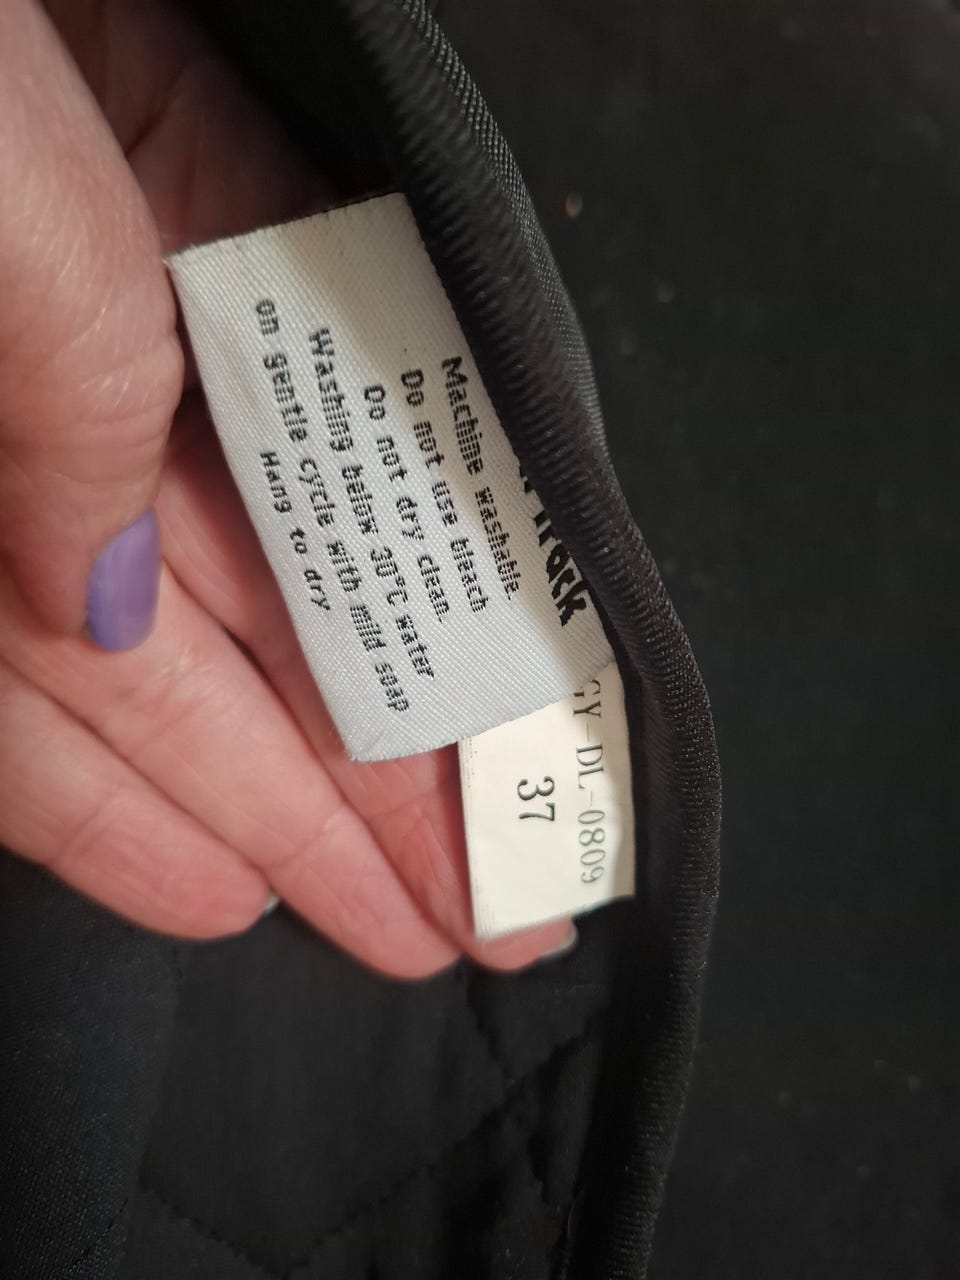 Track
Machine washable.
Do not use bleach
Do not dry clean.
Washing below 30°C water
on gentle cycle with mild soap
Hang to dry
GY-DL-0809
37